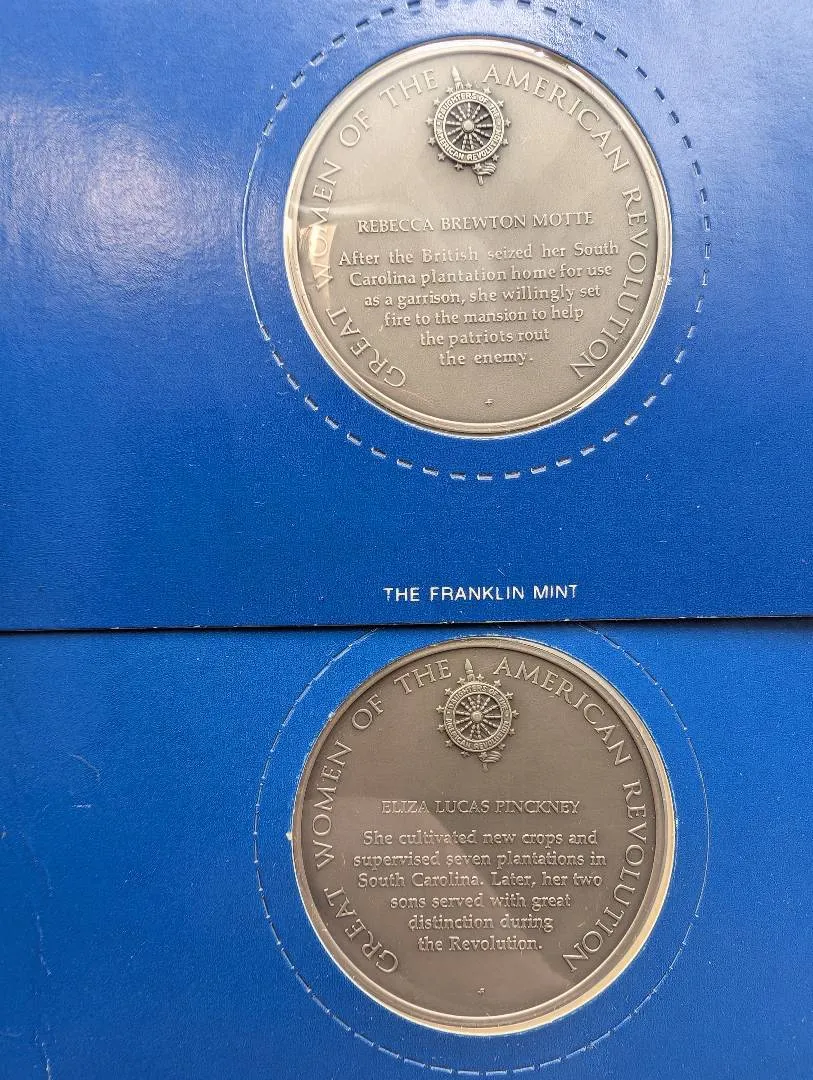 GREAT WOMEN OF THE AMERICAN REVOLUTION
DAUGHTERS OF THE
AMERICAN REVOLUTION
REBECCA BREWTON MOTTE
After the British seized her South
Carolina plantation home for use
as a garrison, she willingly set
fire to the mansion to help
the patriots rout
the enemy.
THE FRANKLIN MINT
GREAT WOMEN OF THE AMERICAN REVOLUTION
DAUGHTERS OF THE
AMERICAN REVOLUTION
ELIZA LUCAS PINCKNEY
She cultivated new crops and
supervised seven plantations in
South Carolina. Later, her two
sons served with great
distinction during
the Revolution.